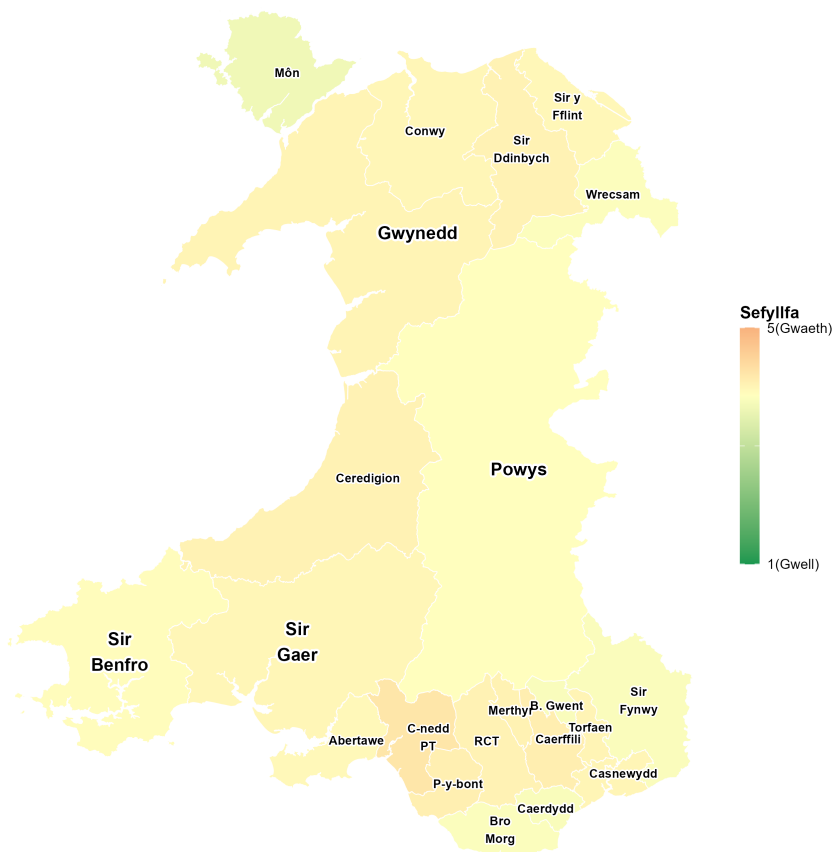 Môn
Conwy
Sir y
Fflint
Sir
Ddinbych
Wrecsam
Gwynedd
Sefyllfa
5(Gwaeth)
1(Gwell)
Powys
Ceredigion
Sir
Benfro
Sir
Gaer
Sir
Fynwy
Merthyr
B. Gwent
Torfaen
C-nedd
PT
Abertawe
RCT
Caerffili
Casnewydd
P-y-bont
Caerdydd
Bro
Morg